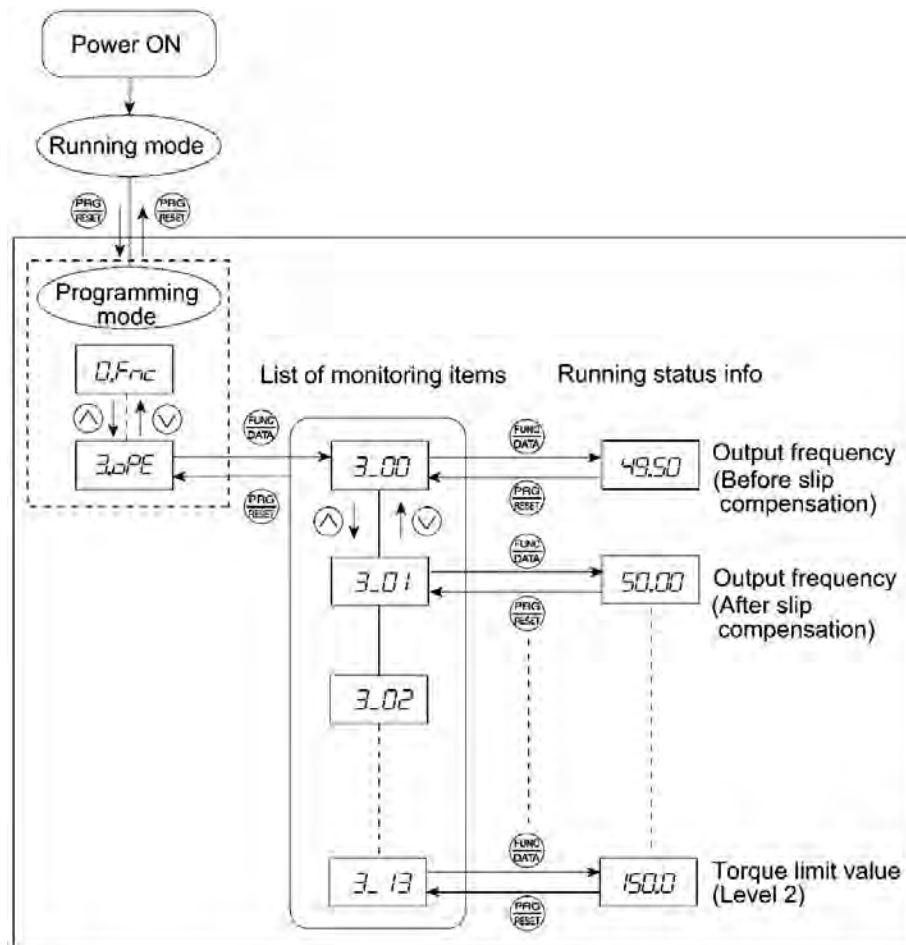 Power ON
Running mode
PRG
RESET
PRG
RESET
Programming
mode
0.Fnc
3.oPE
List of monitoring items
Running status info
FUNC
DATA
PRG
RESET
3_00
FUNC
DATA
PRG
RESET
49.50
Output frequency
(Before slip
compensation)
3_01
FUNC
DATA
PRG
RESET
50.00
Output frequency
(After slip
compensation)
3_02
3_13
FUNC
DATA
PRG
RESET
150.0
Torque limit value
(Level 2)